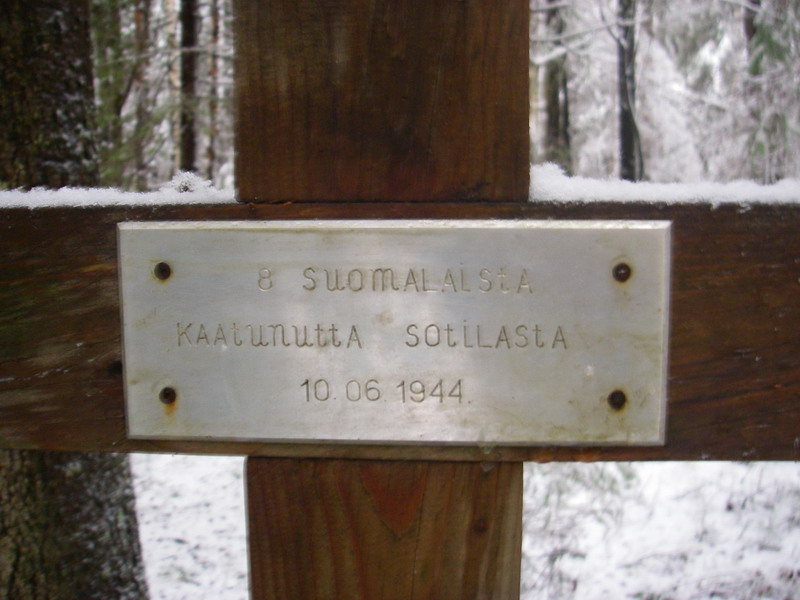 8 SUOMALAISTA
KAATUNUTTA SOTILASTA
10.06.1944.